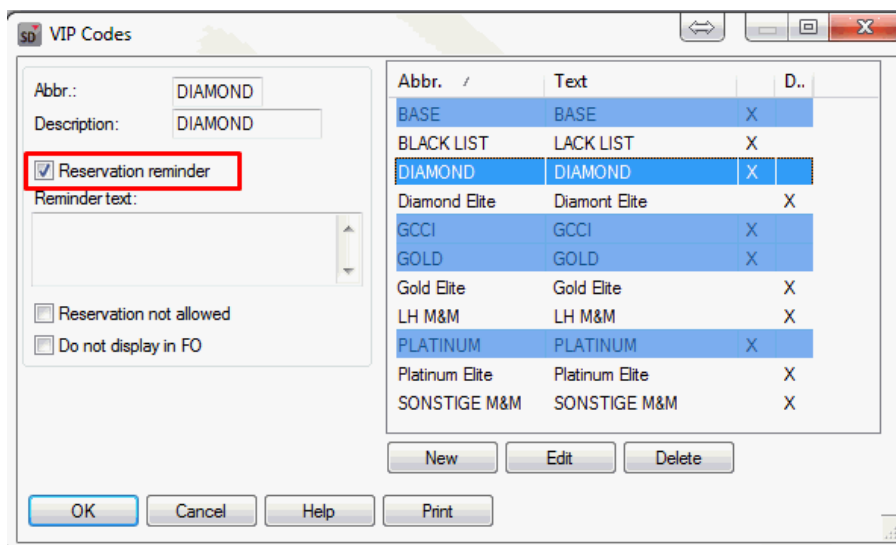 SD VIP Codes
Abbr.: DIAMOND
Description: DIAMOND
Reservation reminder
Reminder text:
Reservation not allowed
Do not display in FO
Abbr. / Text D..
BASE BASE X
BLACK LIST LACK LIST X
DIAMOND DIAMOND X
Diamond Elite Diamont Elite X
GCCI GCCI X
GOLD GOLD X
Gold Elite Gold Elite X
LH M&M LH M&M X
PLATINUM PLATINUM X
Platinum Elite Platinum Elite X
SONSTIGE M&M SONSTIGE M&M X
New Edit Delete
OK Cancel Help Print